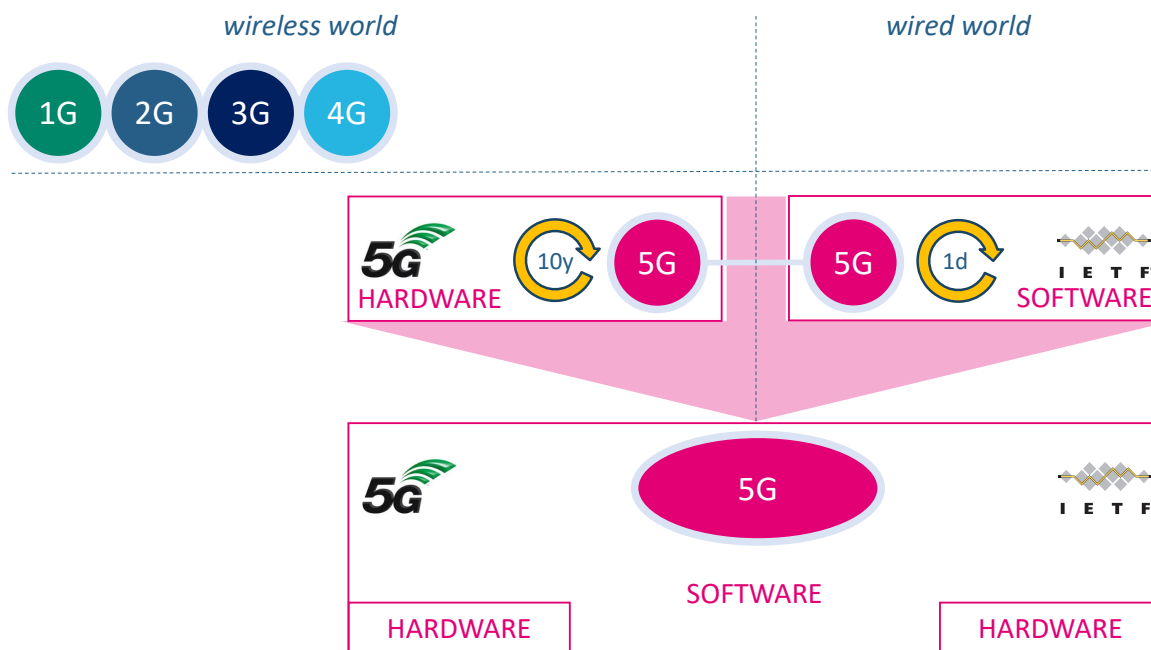 wireless world
wired world
1G
2G
3G
4G
5G
HARDWARE
10y
5G
5G
1d
I E T F
SOFTWARE
5G
5G
I E T F
SOFTWARE
HARDWARE
HARDWARE